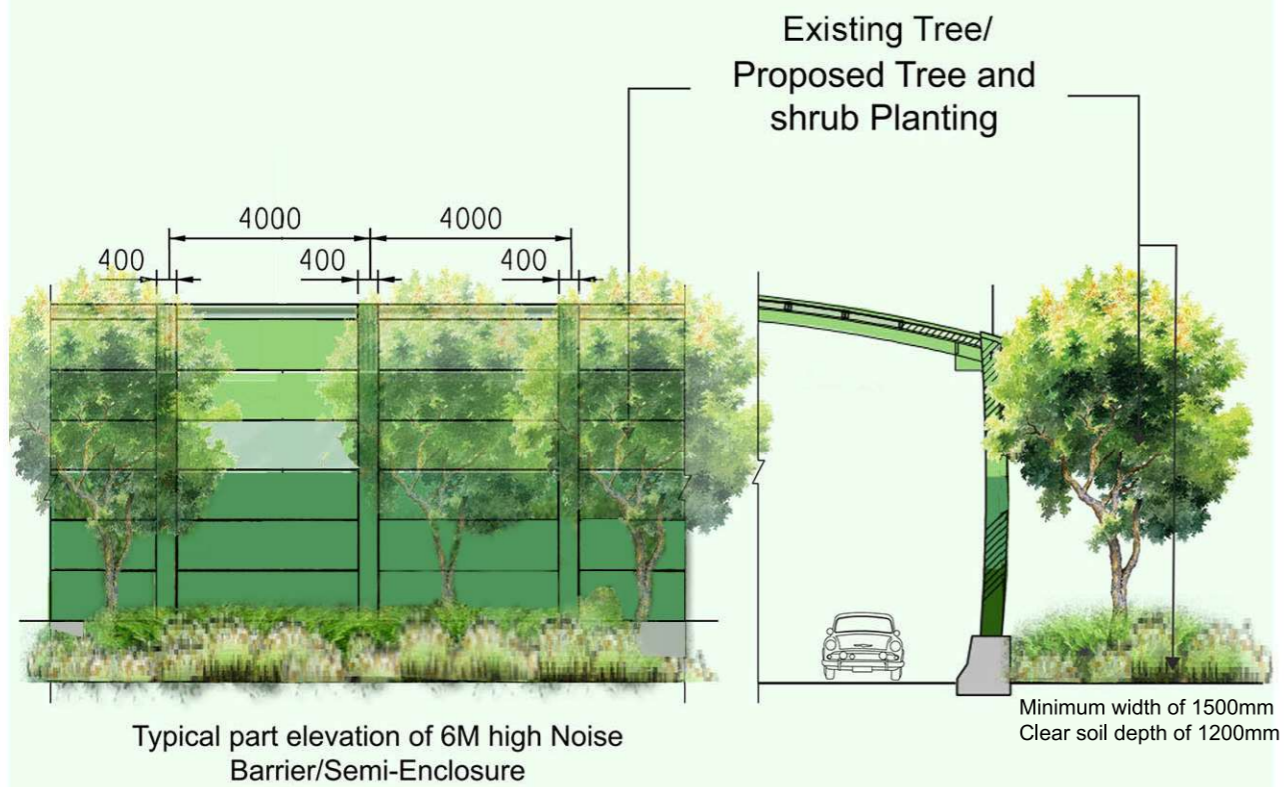 Existing Tree/
Proposed Tree and
shrub Planting
4000
4000
400
400
400
Minimum width of 1500mm
Clear soil depth of 1200mm
Typical part elevation of 6M high Noise
Barrier/Semi-Enclosure